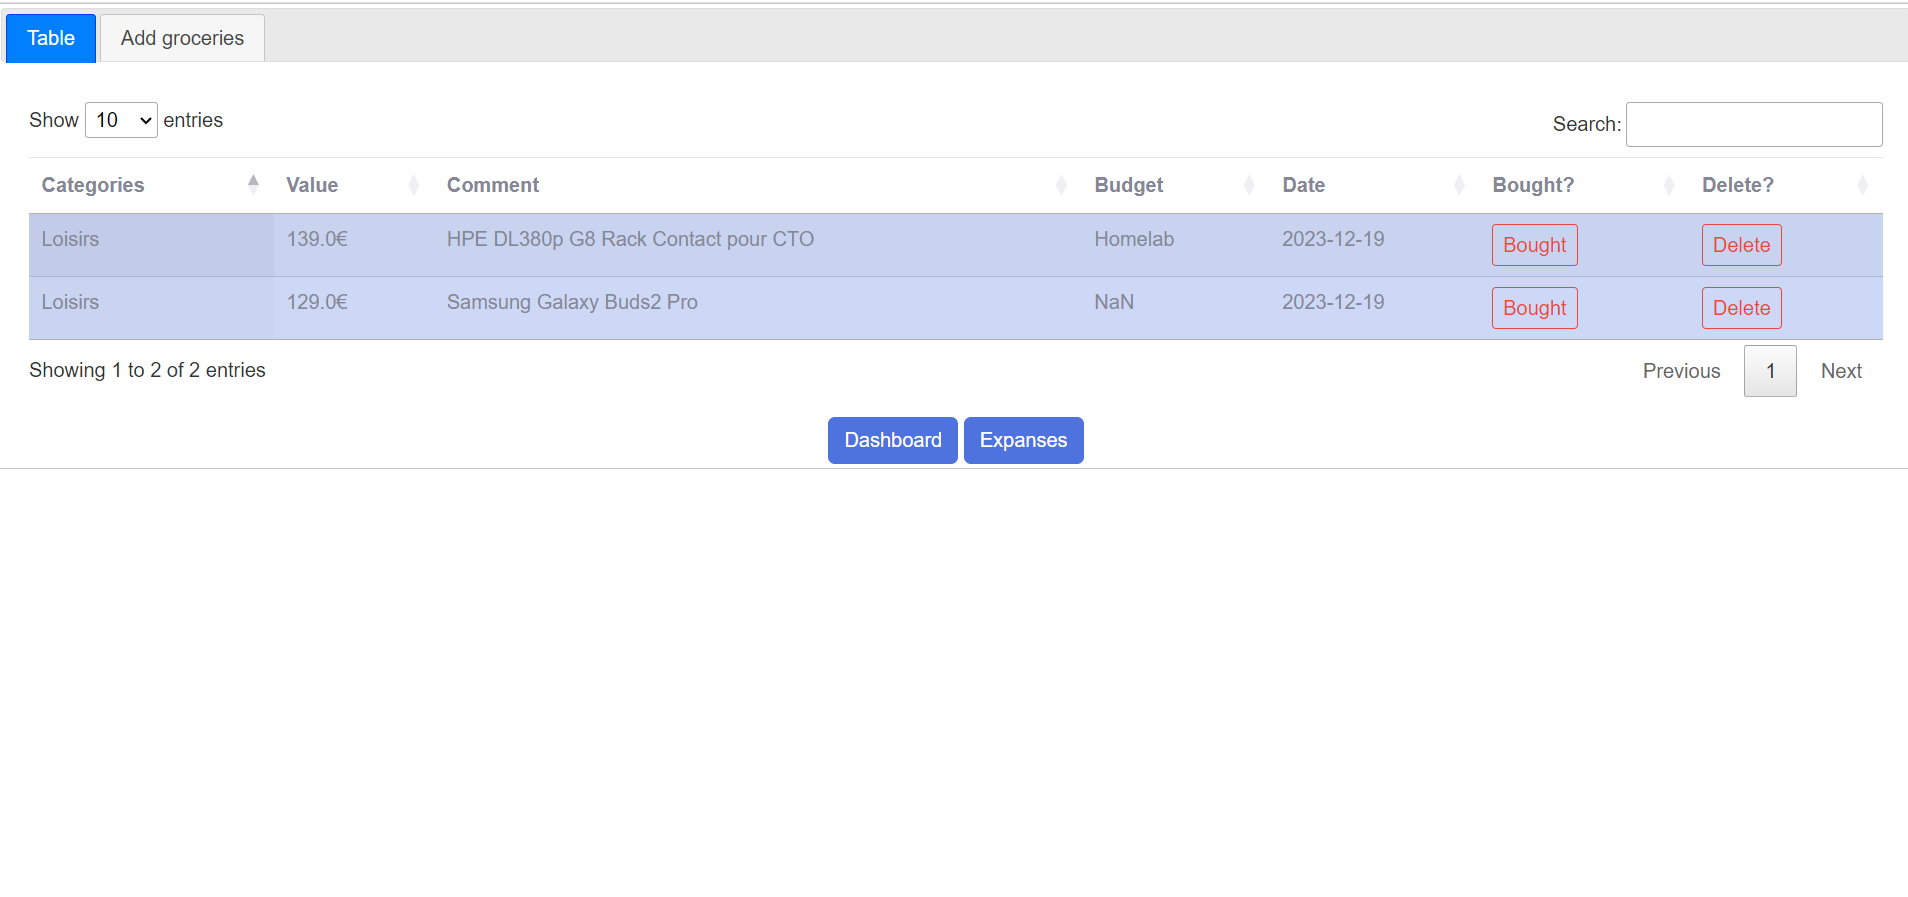 Table Add groceries
Show 10 entries Search:
Categories Value Comment Budget Date Bought? Delete?
Loisirs 139.0€ HPE DL380p G8 Rack Contact pour CTO Homelab 2023-12-19 Bought Delete
Loisirs 129.0€ Samsung Galaxy Buds2 Pro NaN 2023-12-19 Bought Delete
Showing 1 to 2 of 2 entries Previous 1 Next
Dashboard Expanses